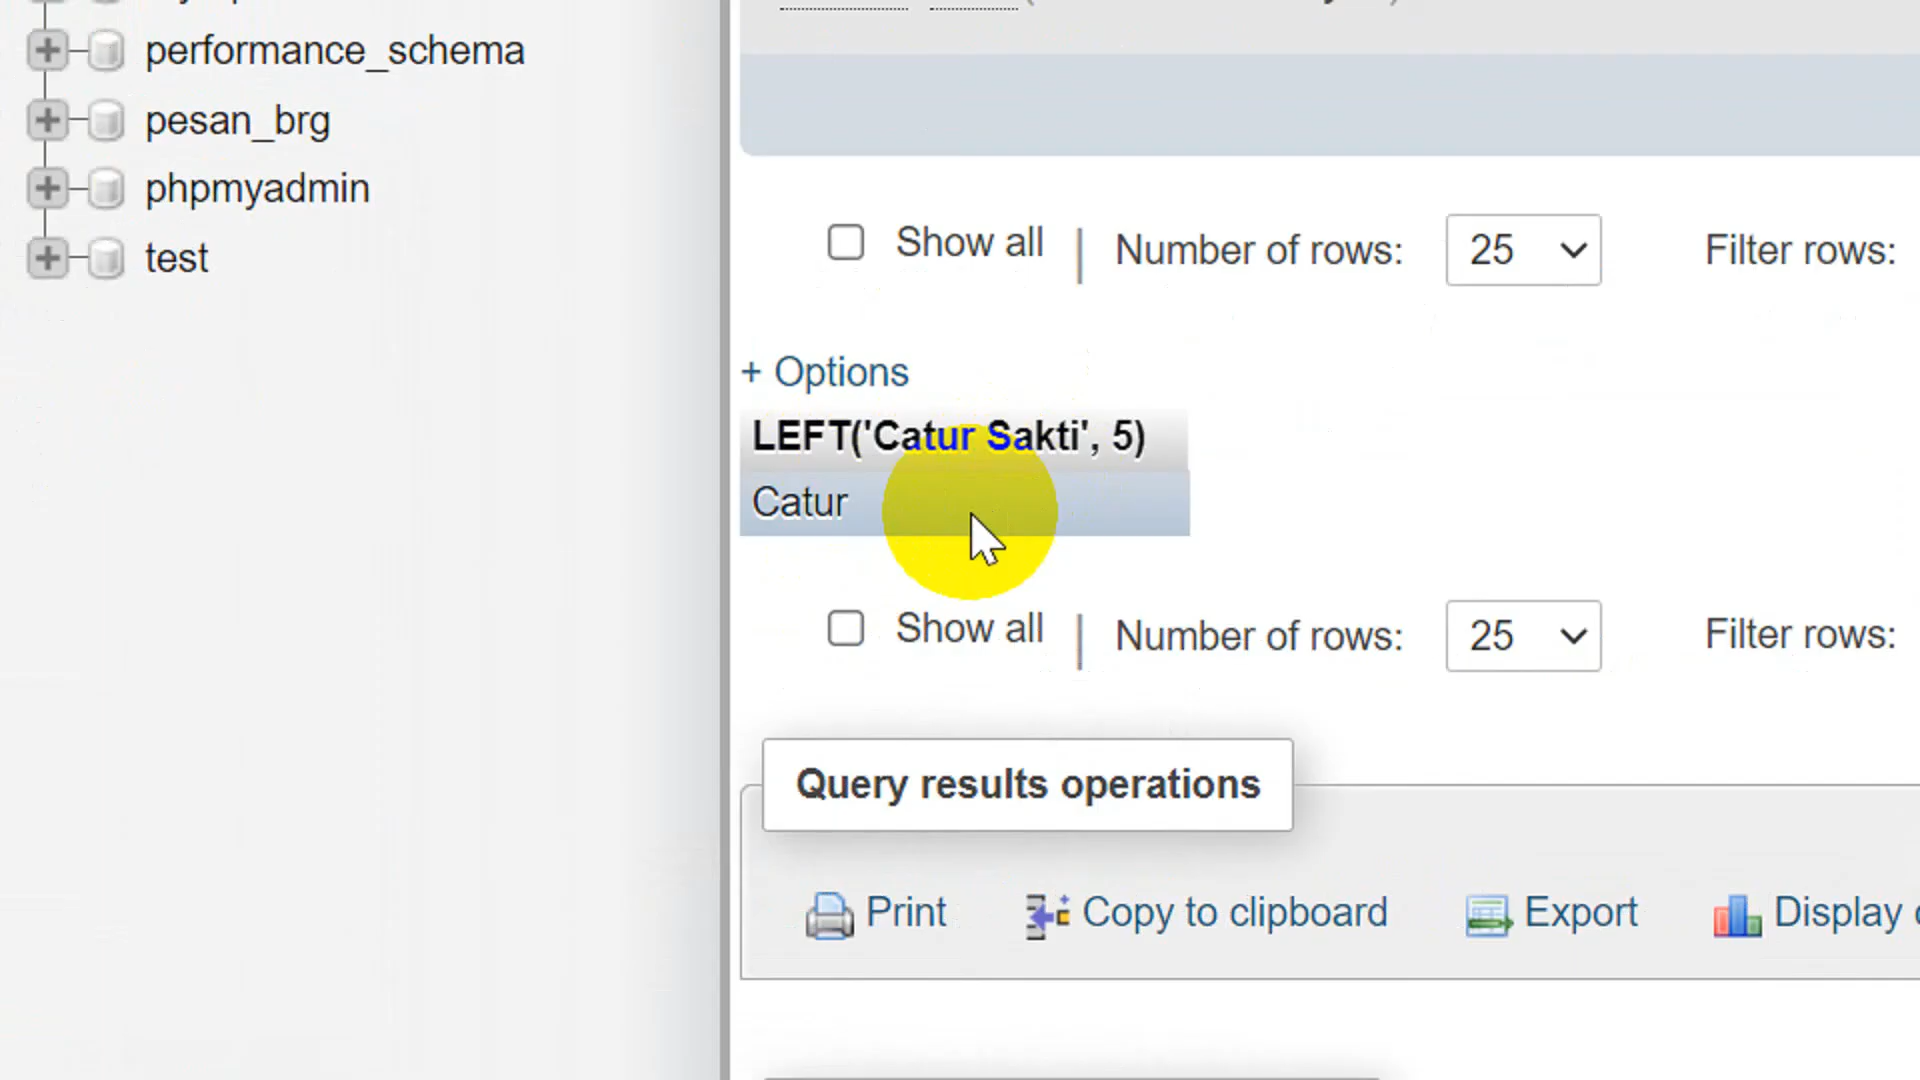 performance_schema
pesan_brg
phpmyadmin
test
Show all | Number of rows: 25 Filter rows:
+ Options
LEFT('Catur Sakti', 5)
Catur
Show all | Number of rows: 25 Filter rows:
Query results operations
Print Copy to clipboard Export Display